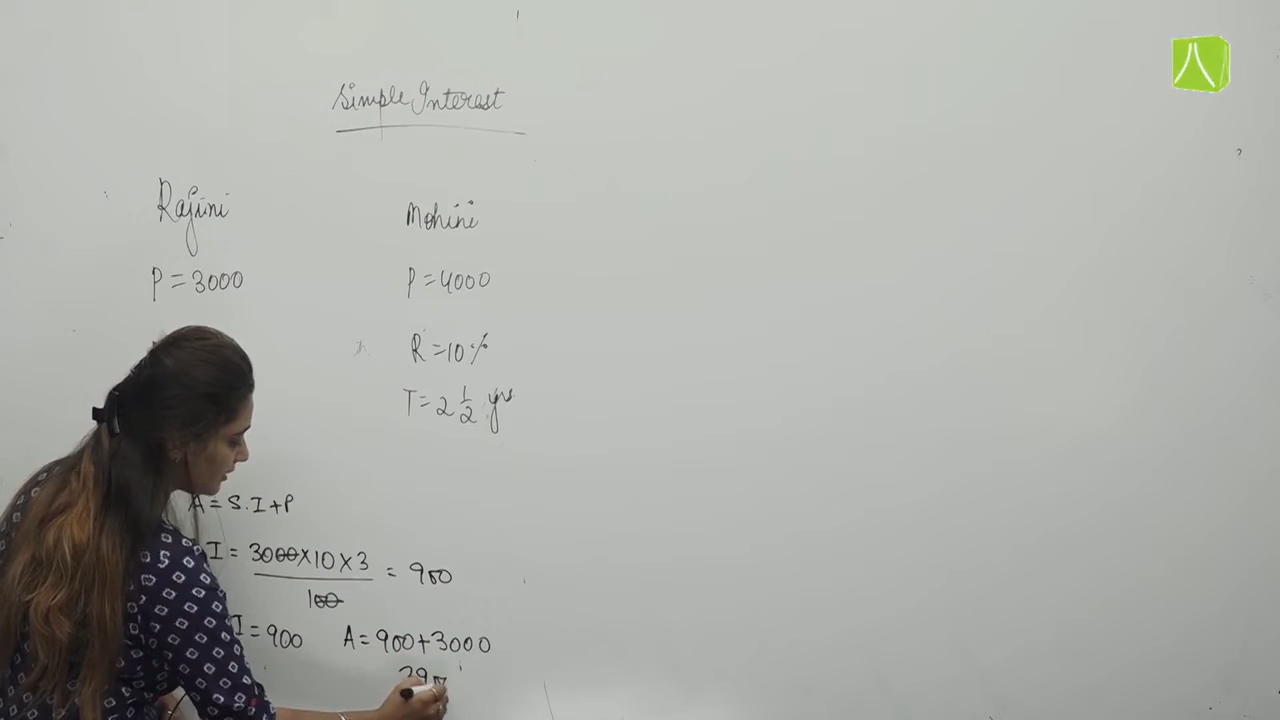 Simple Interest
Rajini
Mohini
P = 3000
P = 4000
R = 10 %
T = 2 1/2 yrs
A = S.I + P
I = 3000 × 10 × 3 / 100 = 900
I = 900 A = 900 + 3000